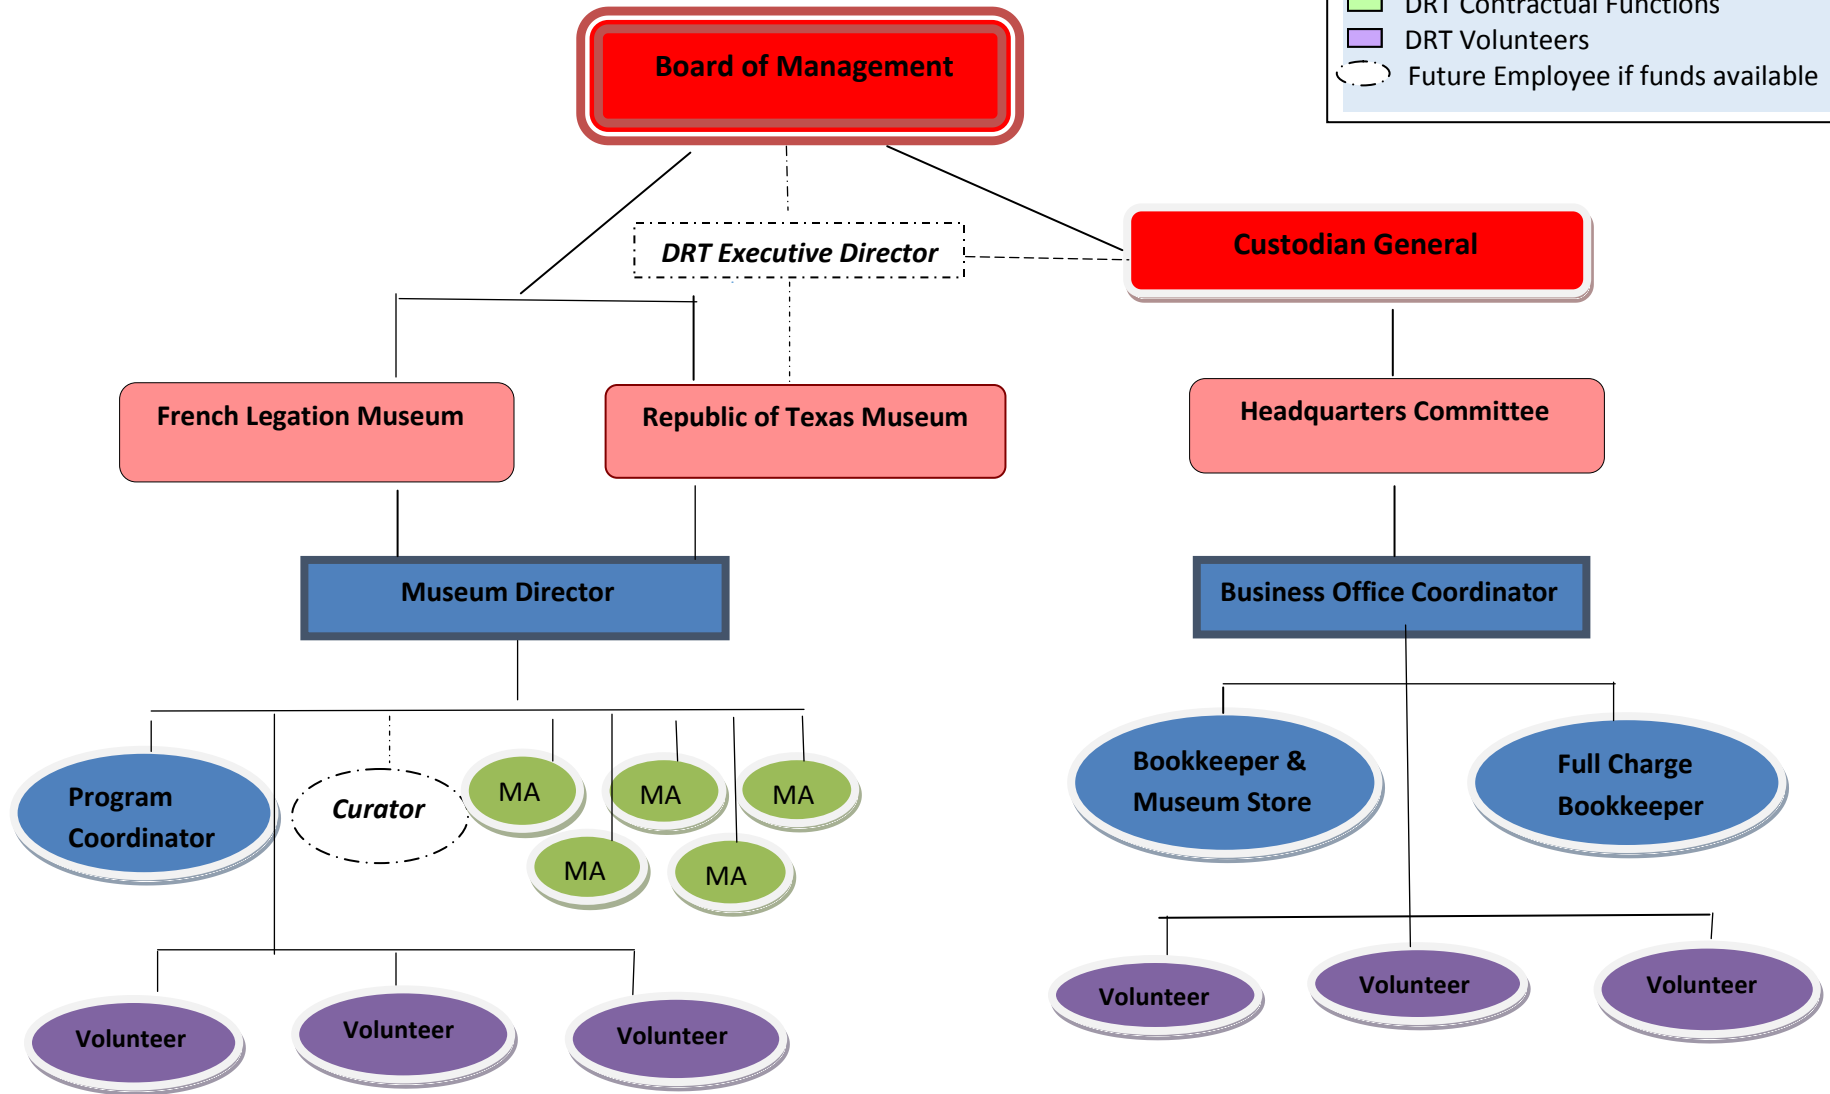 DRT Contractual Functions
DRT Volunteers
Future Employee if funds available
Board of Management
DRT Executive Director
Custodian General
French Legation Museum
Republic of Texas Museum
Headquarters Committee
Museum Director
Business Office Coordinator
Program
Coordinator
Curator
MA
MA
MA
MA
MA
Bookkeeper &
Museum Store
Full Charge
Bookkeeper
Volunteer
Volunteer
Volunteer
Volunteer
Volunteer
Volunteer